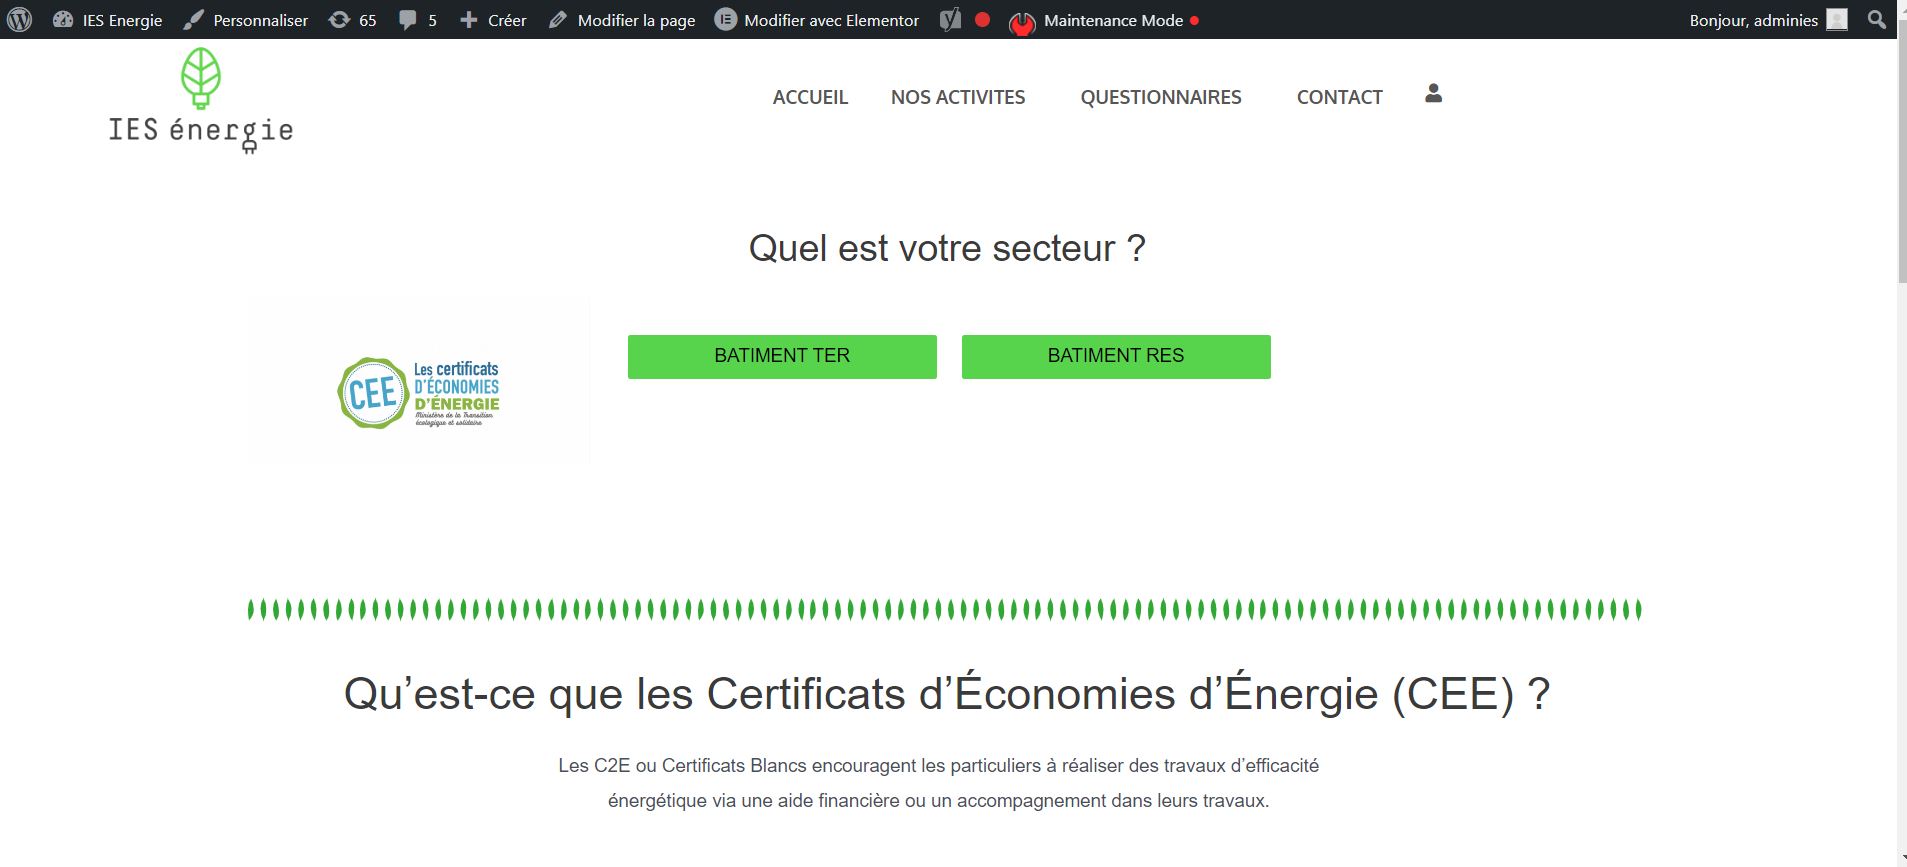 IES Energie Personnaliser 65 5 Créer Modifier la page Modifier avec Elementor Maintenance Mode Bonjour, adminies
IES énergie
ACCUEIL NOS ACTIVITES QUESTIONNAIRES CONTACT
Quel est votre secteur ?
CEE
Les certificats
D'ÉCONOMIES
D'ÉNERGIE
Ministère de la Transition
écologique et solidaire
BATIMENT TER BATIMENT RES
Qu’est-ce que les Certificats d’Économies d’Énergie (CEE) ?
Les C2E ou Certificats Blancs encouragent les particuliers à réaliser des travaux d’efficacité
énergétique via une aide financière ou un accompagnement dans leurs travaux.